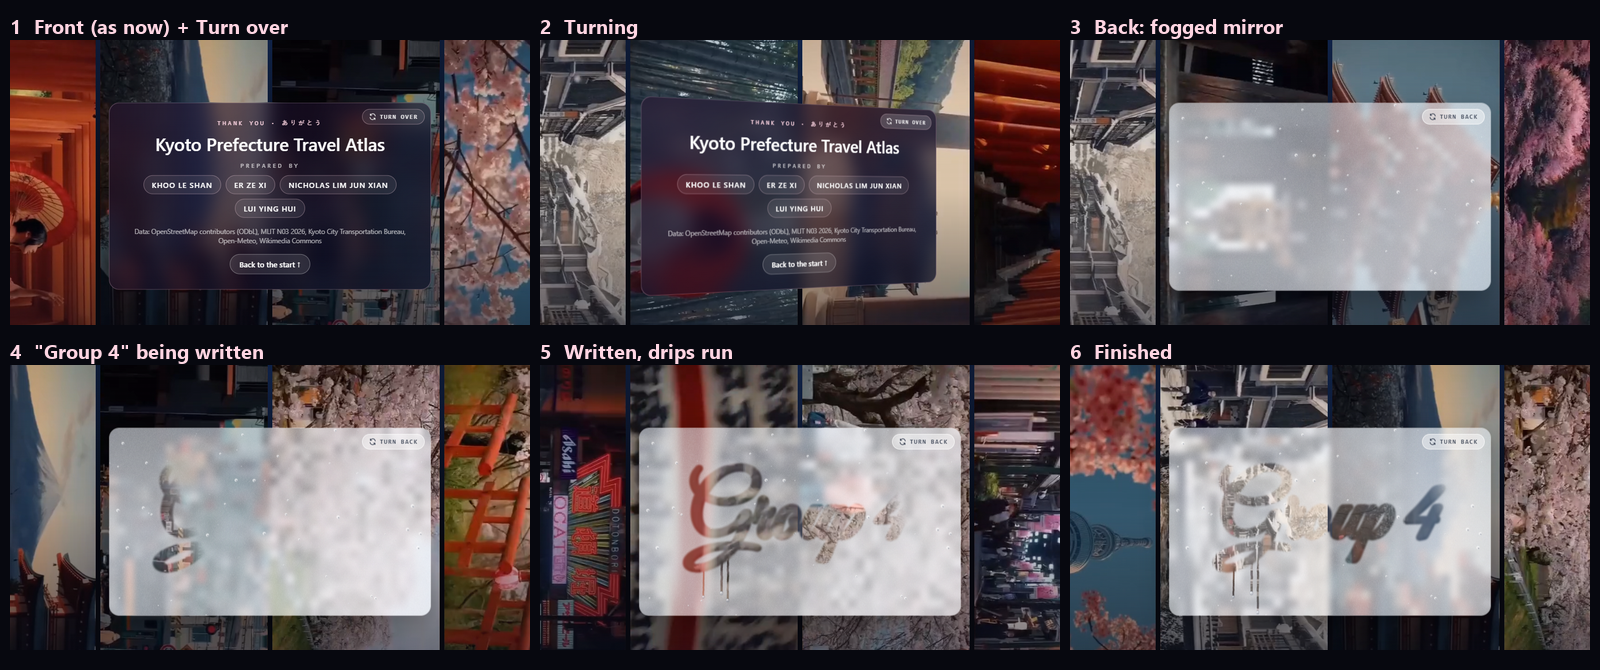 1 Front (as now) + Turn over
THANK YOU · ありがとう
TURN OVER
Kyoto Prefecture Travel Atlas
PREPARED BY
KHOO LE SHAN ER ZE XI NICHOLAS LIM JUN XIAN
LUI YING HUI
Data: OpenStreetMap contributors (ODbL), MLIT N03 2026, Kyoto City Transportation Bureau,
Open-Meteo, Wikimedia Commons
Back to the start ↑
2 Turning
THANK YOU · ありがとう
TURN OVER
Kyoto Prefecture Travel Atlas
PREPARED BY
KHOO LE SHAN ER ZE XI NICHOLAS LIM JUN XIAN
LUI YING HUI
Data: OpenStreetMap contributors (ODbL), MLIT N03 2026, Kyoto City Transportation Bureau,
Open-Meteo, Wikimedia Commons
Back to the start ↑
3 Back: fogged mirror
TURN BACK
4 "Group 4" being written
TURN BACK
5 Written, drips run
TURN BACK
Asahi
Group 4
6 Finished
TURN BACK
Group 4